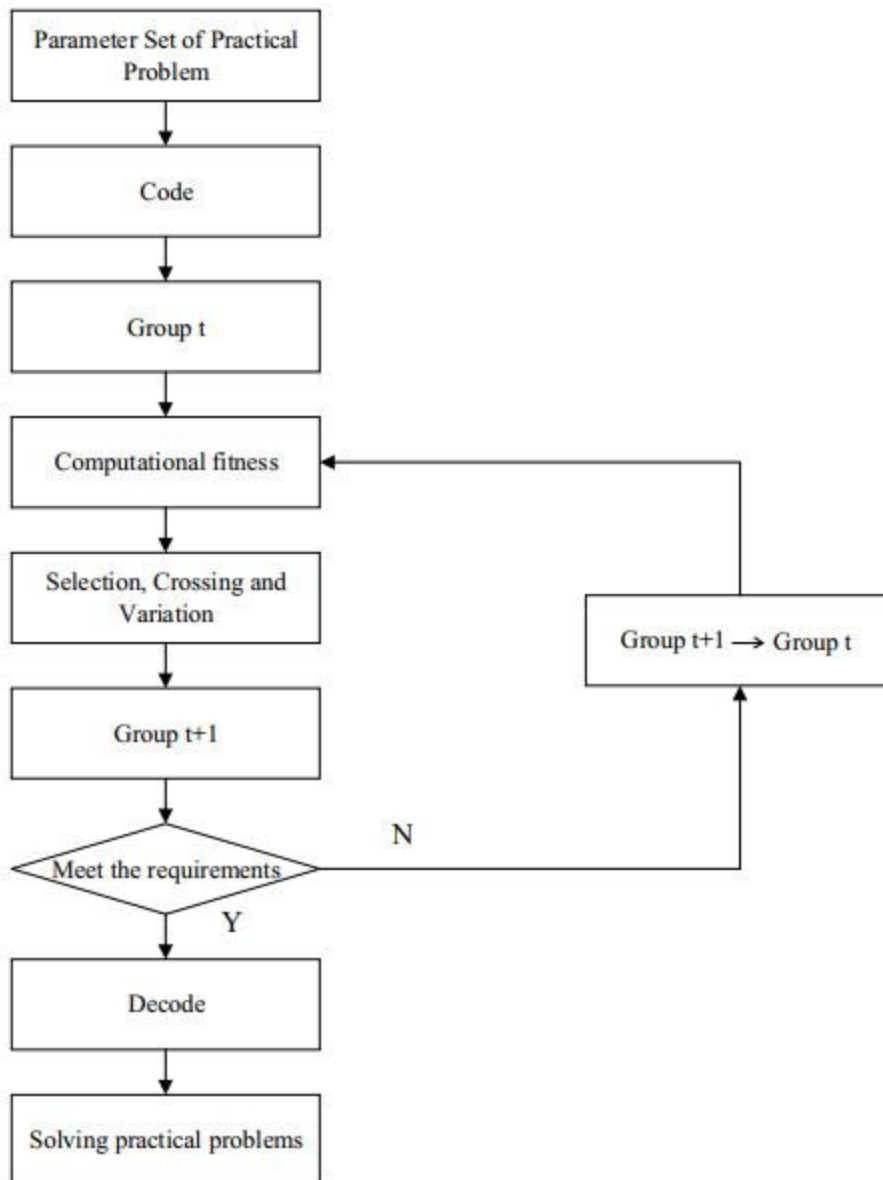 Parameter Set of Practical
Problem
Code
Group t
Computational fitness
Selection, Crossing and
Variation
Group t+1 → Group t
Group t+1
N
Meet the requirements
Y
Decode
Solving practical problems